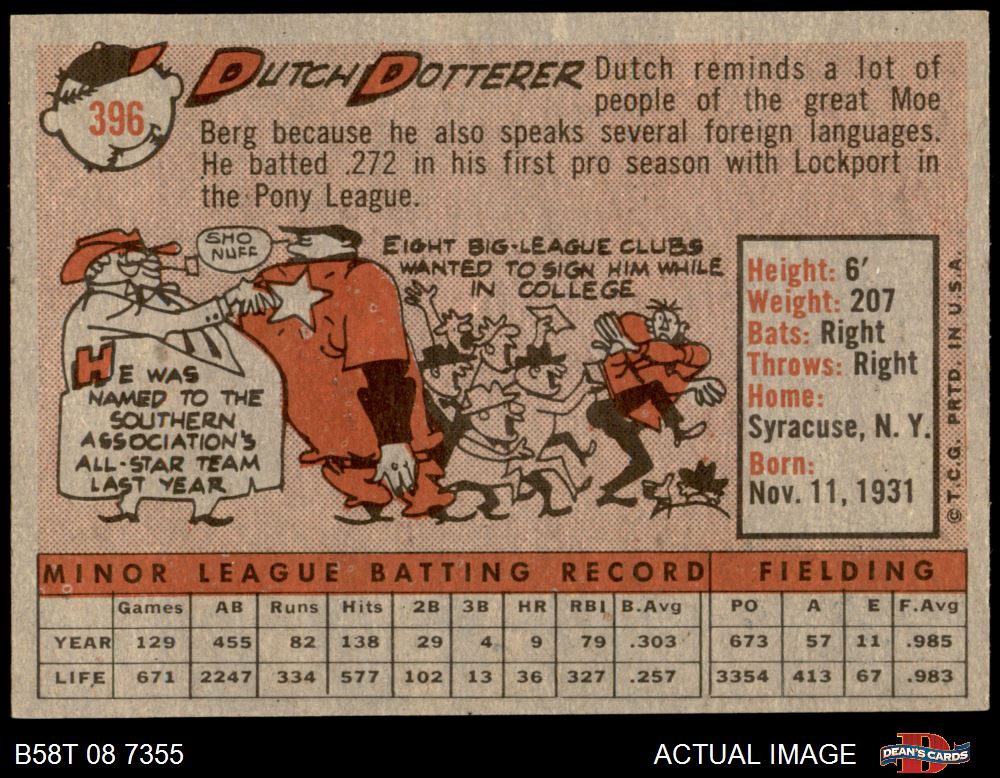 396
DUTCH DOTTERER
Dutch reminds a lot of
people of the great Moe
Berg because he also speaks several foreign languages.
He batted .272 in his first pro season with Lockport in
the Pony League.
SHO
NUFF
HE WAS
NAMED TO THE
SOUTHERN
ASSOCIATION'S
ALL-STAR TEAM
LAST YEAR
EIGHT BIG-LEAGUE CLUBS
WANTED TO SIGN HIM WHILE
IN COLLEGE
Height: 6'
Weight: 207
Bats: Right
Throws: Right
Home:
Syracuse, N. Y.
Born:
Nov. 11, 1931
© T.C.G. PRTD. IN U.S.A.
MINOR LEAGUE BATTING RECORD FIELDING
Games AB Runs Hits 2B 3B HR RBI B.Avg PO A E F.Avg
YEAR 129 455 82 138 29 4 9 79 .303 673 57 11 .985
LIFE 671 2247 334 577 102 13 36 327 .257 3354 413 67 .983
B58T 08 7355
ACTUAL IMAGE
DEAN'S CARDS